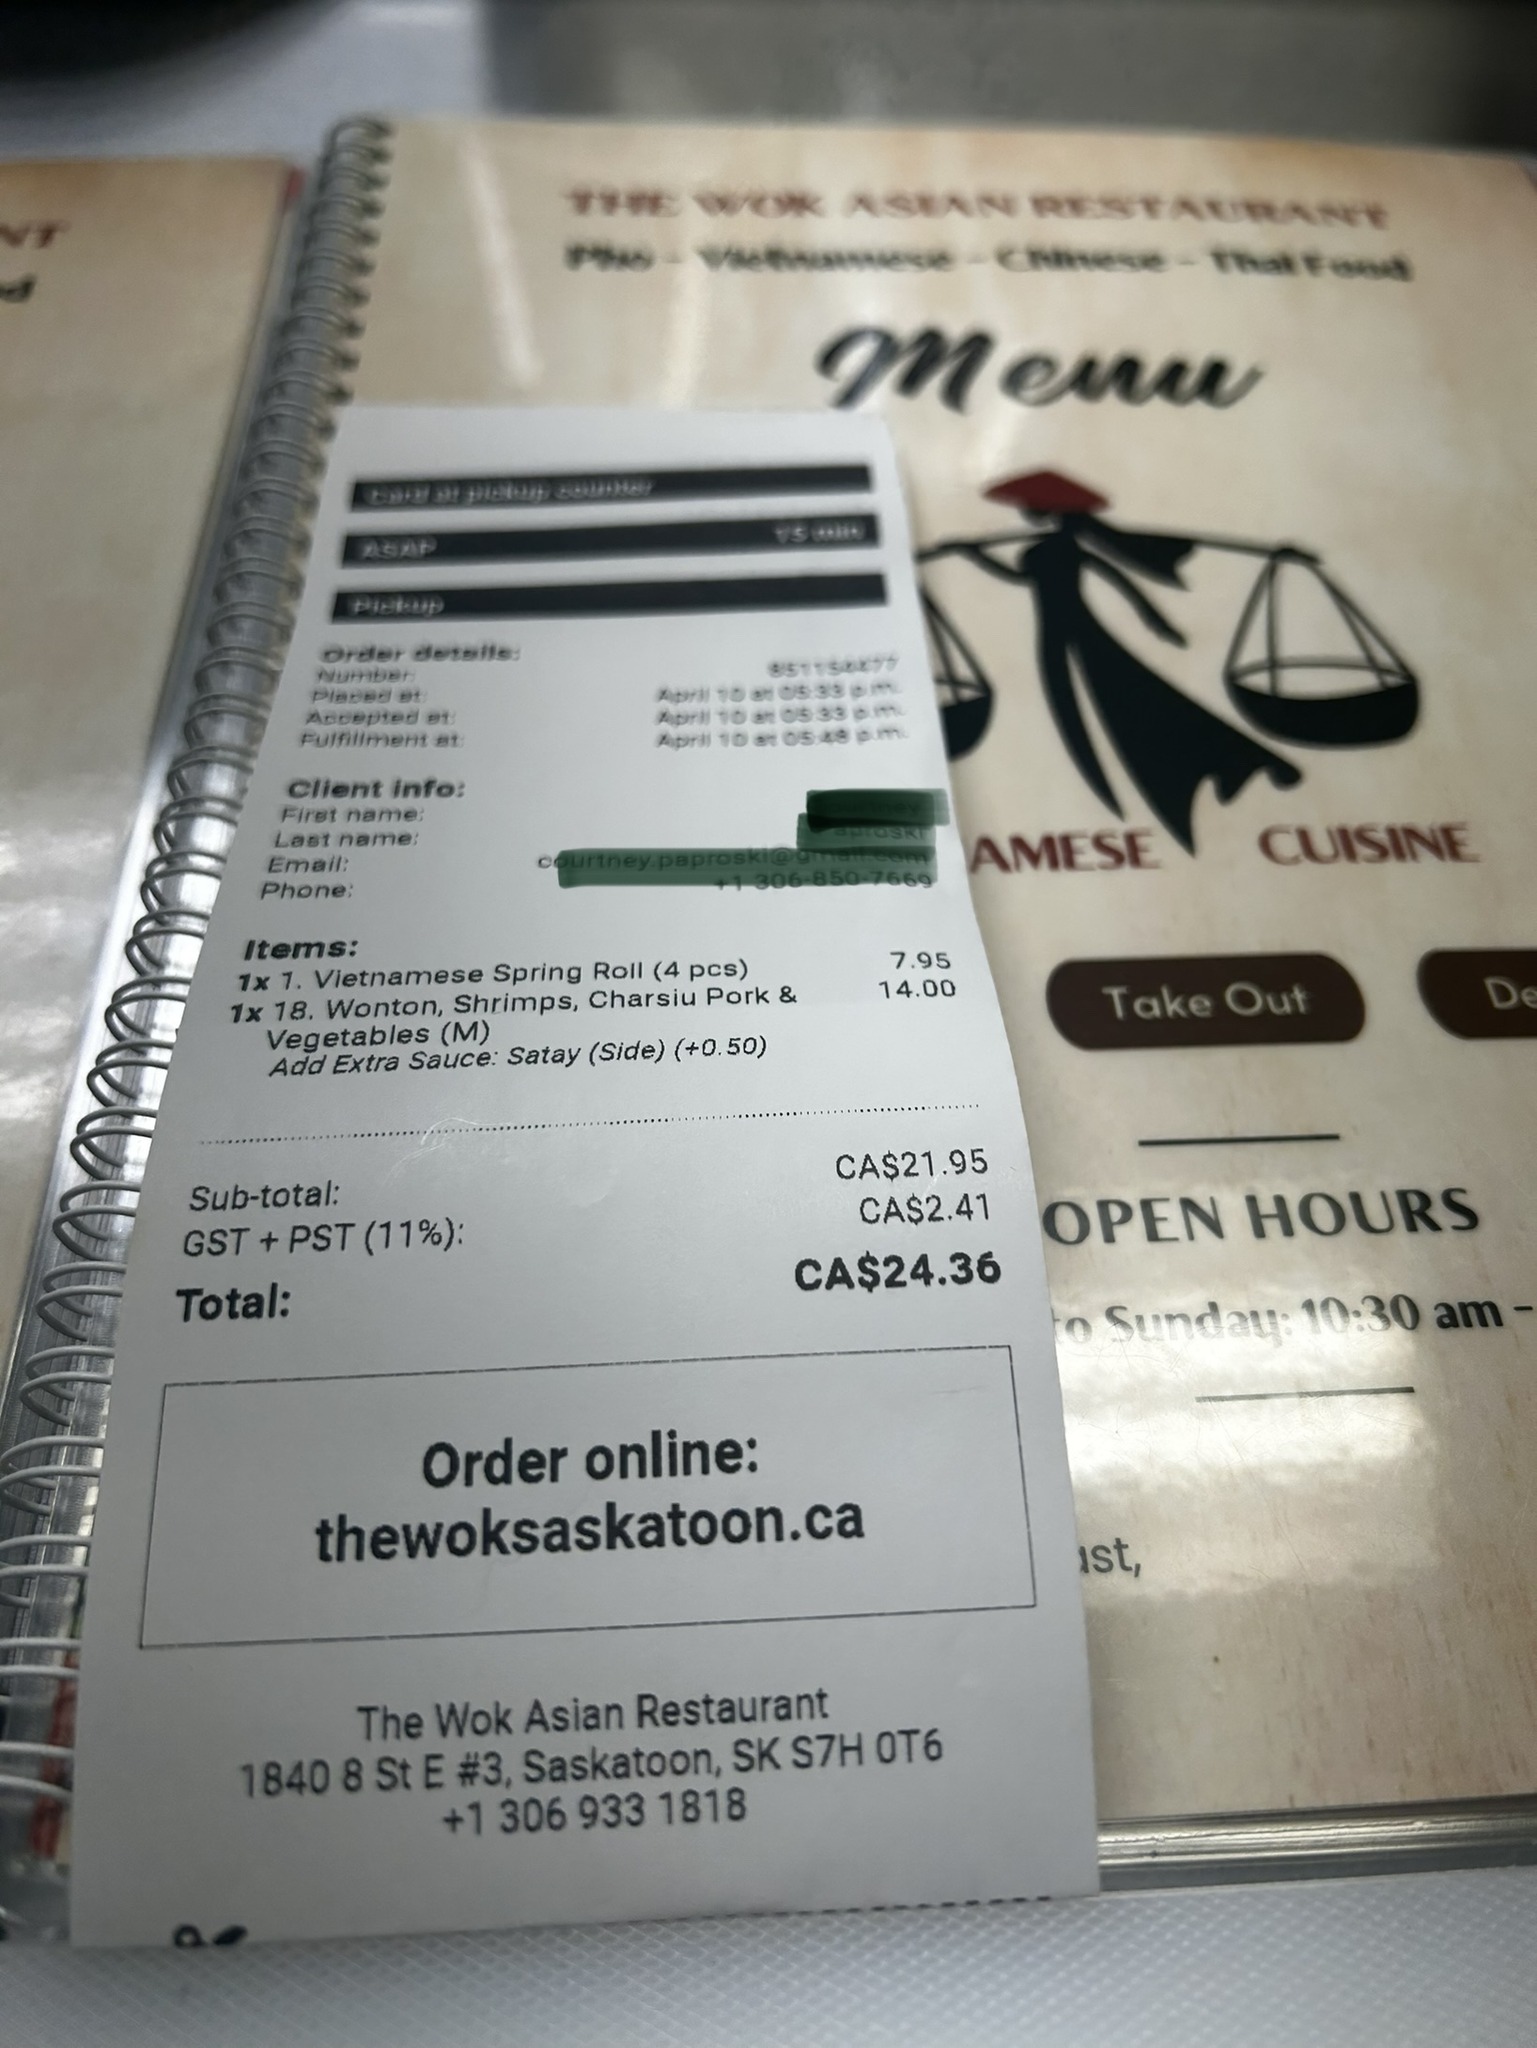 NT
THE WOK ASIAN RESTAURANT
Pho - Vietnamese - Chinese - Thai Food
Menu
Card at pickup counter
ASAP 15 min
Pickup
Order details:
Number:
Placed at: April 10 at 05:33 p.m.
Accepted at: April 10 at 05:33 p.m.
Fulfillment at: April 10 at 05:48 p.m.
Client info:
First name:
Last name:
Email:
Phone:
AMESE CUISINE
Items:
1x 1. Vietnamese Spring Roll (4 pcs) 7.95
1x 18. Wonton, Shrimps, Charsiu Pork & 14.00
Vegetables (M)
Add Extra Sauce: Satay (Side) (+0.50)
Take Out De
Sub-total: CA$21.95
GST + PST (11%): CA$2.41
Total: CA$24.36
OPEN HOURS
to Sunday: 10:30 am -
Order online:
thewoksaskatoon.ca
ust,
The Wok Asian Restaurant
1840 8 St E #3, Saskatoon, SK S7H 0T6
+1 306 933 1818